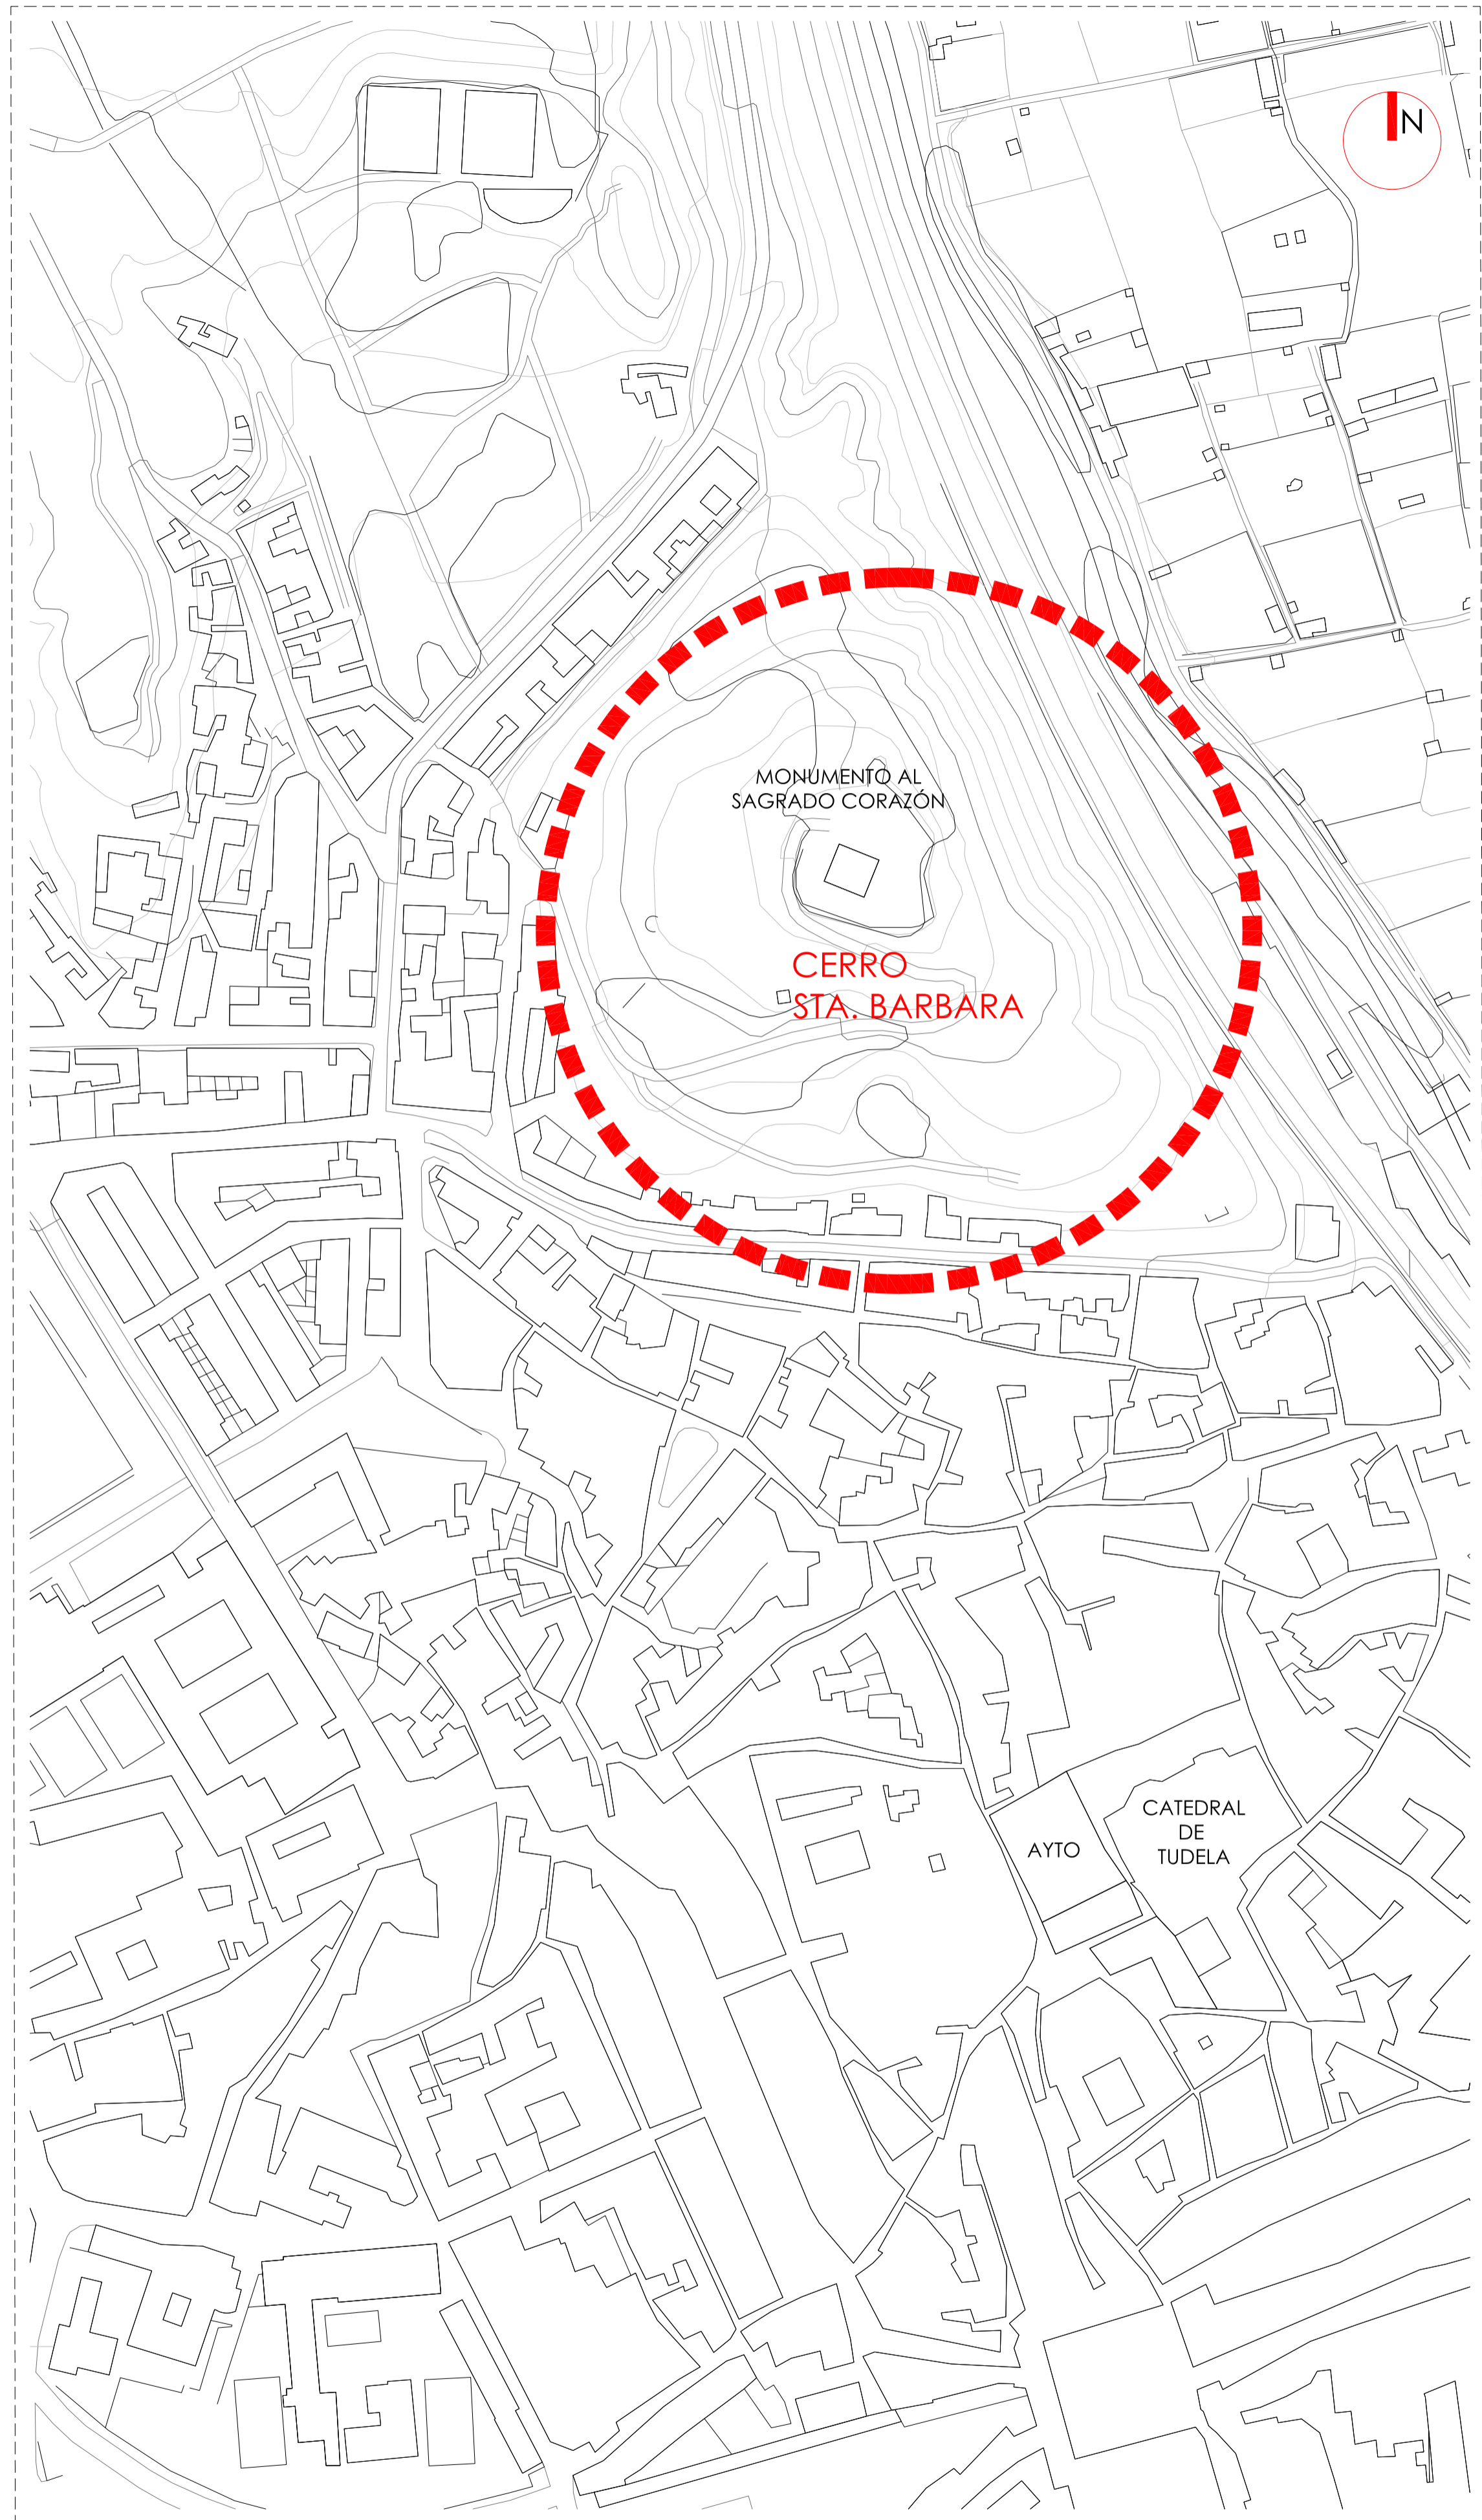 N
MONUMENTO AL
SAGRADO CORAZÓN
CERRO
STA. BARBARA
AYTO
CATEDRAL
DE
TUDELA